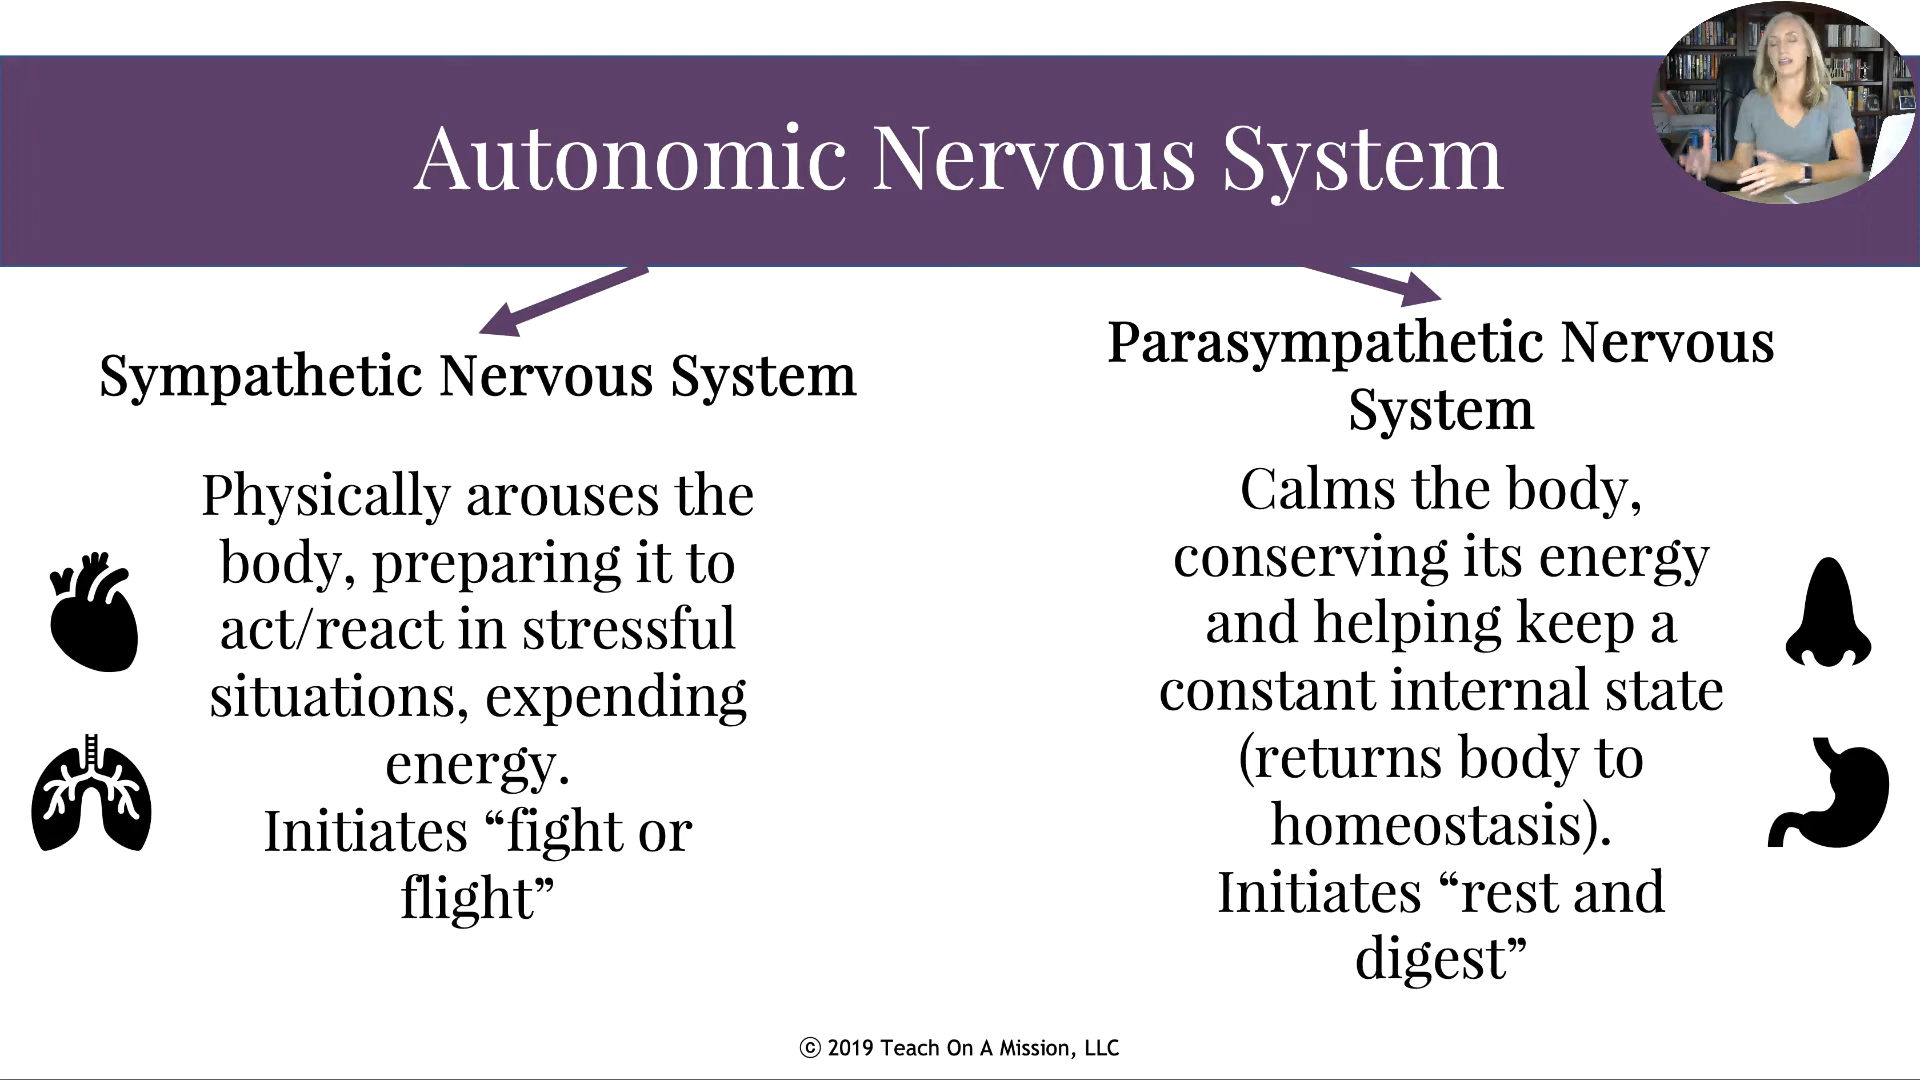 Autonomic Nervous System
Sympathetic Nervous System
Physically arouses the
body, preparing it to
act/react in stressful
situations, expending
energy.
Initiates “fight or
flight”
Parasympathetic Nervous
System
Calms the body,
conserving its energy
and helping keep a
constant internal state
(returns body to
homeostasis).
Initiates “rest and
digest”
© 2019 Teach On A Mission, LLC